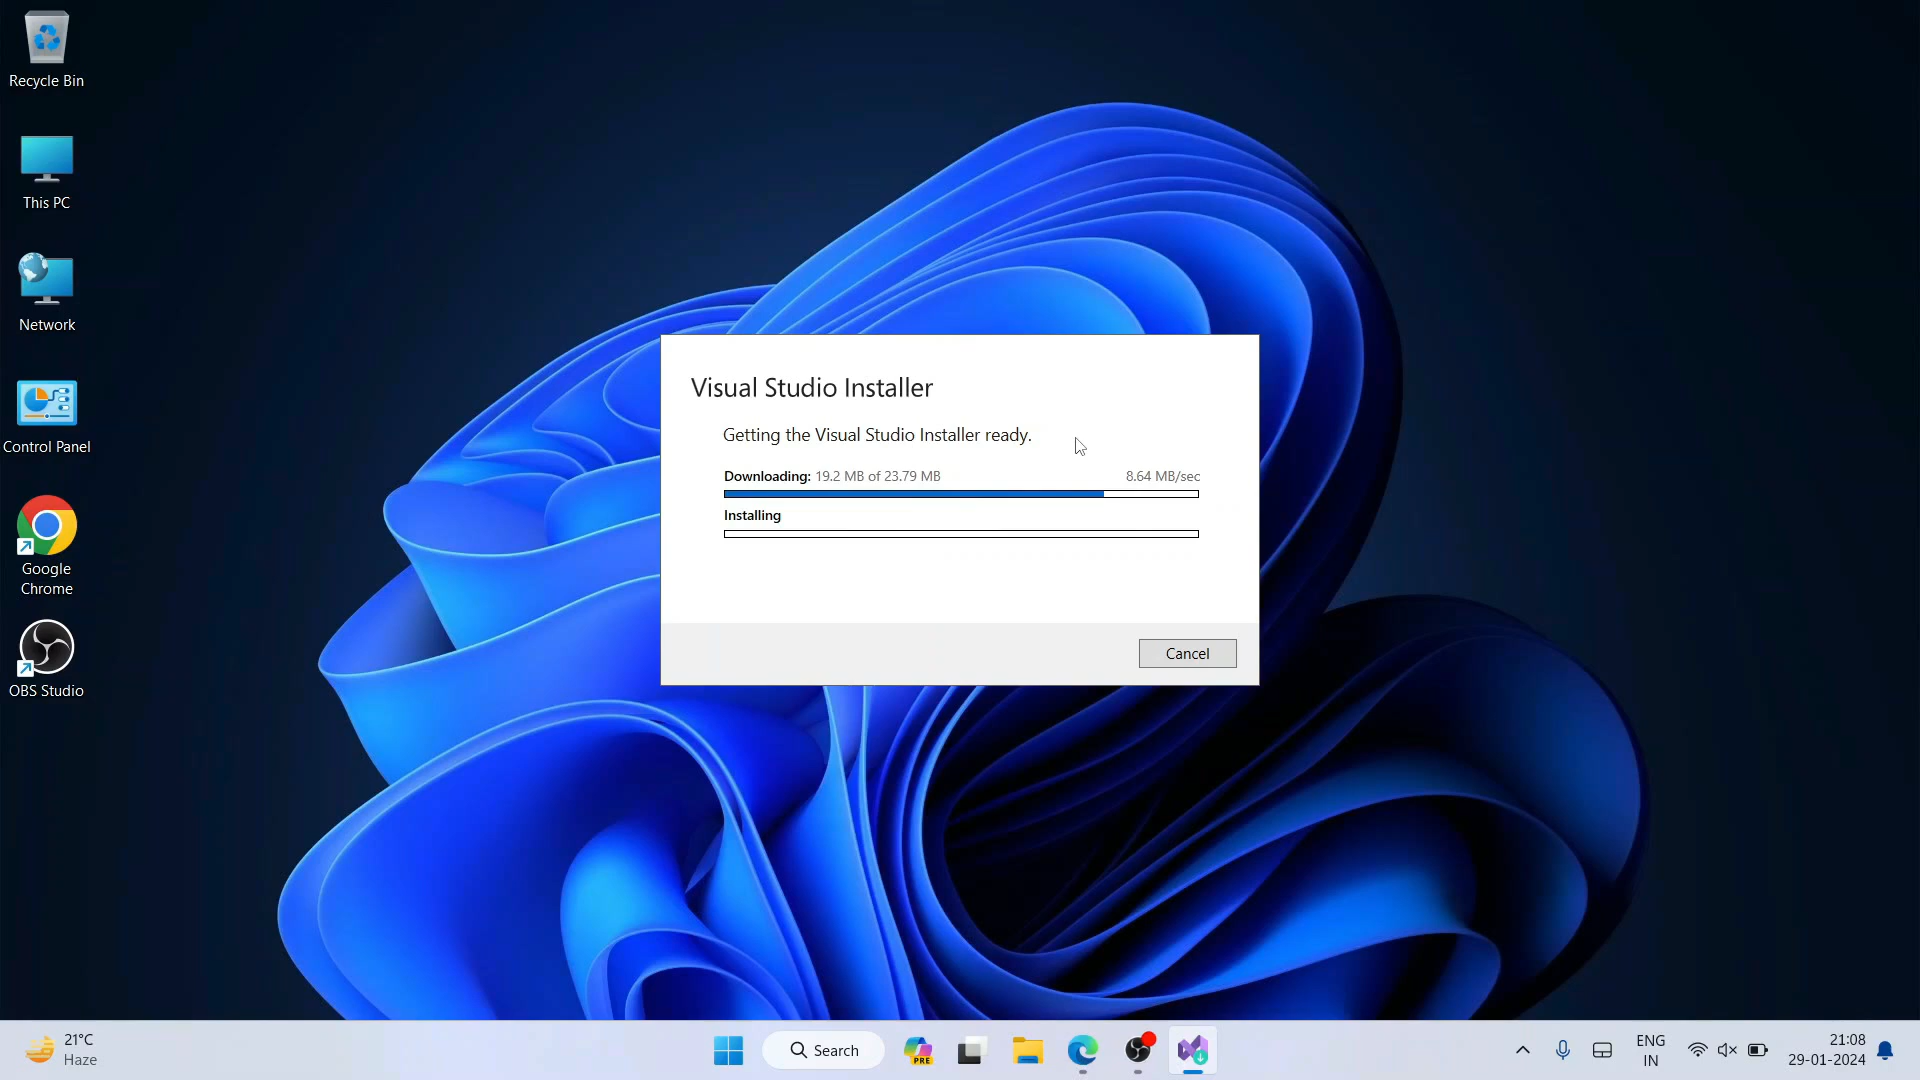 Recycle Bin
This PC
Network
Control Panel
Google
Chrome
OBS Studio
Visual Studio Installer
Getting the Visual Studio Installer ready.
Downloading: 19.2 MB of 23.79 MB 8.64 MB/sec
Installing
Cancel
21°C
Haze
Search
PRE
ENG
IN
21:08
29-01-2024